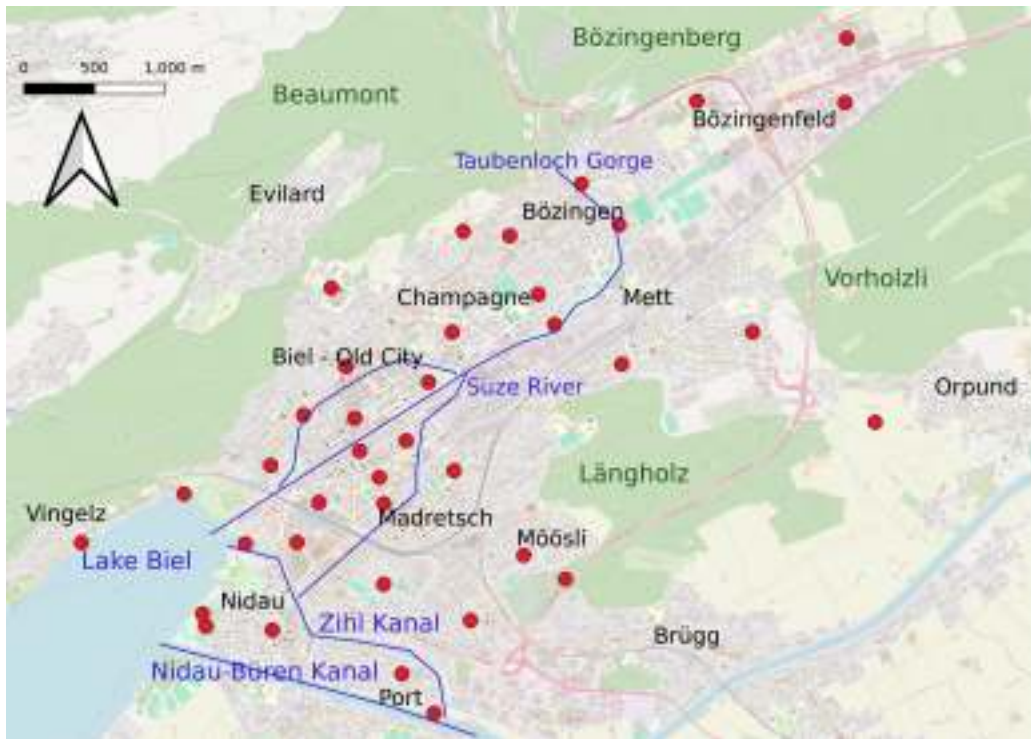 Bözingenberg
0 500 1,000 m
Beaumont
Bözingenfeld
Taubenloch Gorge
Evilard
Bözingen
Vorholzli
Champagne
Mett
Biel - Old City
Suze River
Orpund
Längholz
Vingelz
Madretsch
Möösli
Lake Biel
Nidau
Zihl Kanal
Brügg
Nidau-Büren Kanal
Port